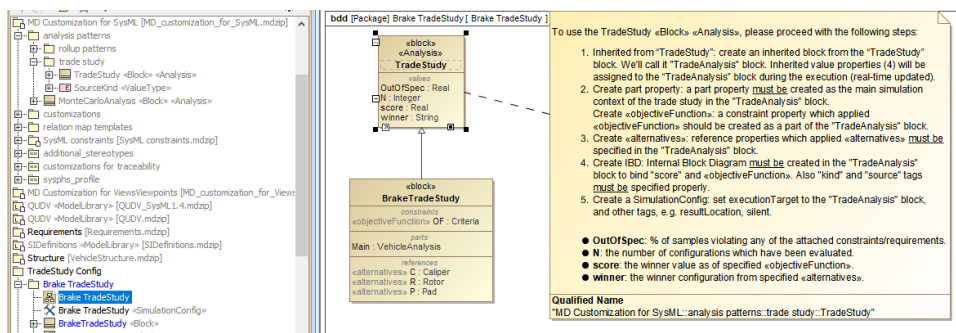 MD Customization for SysML [MD_customization_for_SysML.mdzip]
analysis patterns
rollup patterns
trade study
TradeStudy «Block» «Analysis»
SourceKind «ValueType»
MonteCarloAnalysis «Block» «Analysis»
customizations
relation map templates
SysML constraints [SysML constraints.mdzip]
additional_stereotypes
customizations for traceability
sysphs_profile
MD Customization for ViewsViewpoints [MD_customization_for_Views
QUDV «ModelLibrary» [QUDV_SysML1.4.mdzip]
QUDV «ModelLibrary» [QUDV.mdzip]
Requirements [Requirements.mdzip]
SIDefinitions «ModelLibrary» [SIDefinitions.mdzip]
Structure [VehicleStructure.mdzip]
TradeStudy Config
Brake TradeStudy
Brake TradeStudy
Brake TradeStudy «SimulationConfig»
BrakeTradeStudy «Block»
bdd [Package] Brake TradeStudy [ Brake TradeStudy ]
«block»
«Analysis»
TradeStudy
values
OutOfSpec : Real
N : Integer
score : Real
winner : String
«block»
BrakeTradeStudy
constraints
«objectiveFunction» OF : Criteria
parts
Main : VehicleAnalysis
references
«alternatives» C : Caliper
«alternatives» R : Rotor
«alternatives» P : Pad
To use the TradeStudy «Block» «Analysis», please proceed with the following steps:
1. Inherited from "TradeStudy": create an inherited block from the "TradeStudy"
block. We'll call it "TradeAnalysis" block. Inherited value properties (4) will be
assigned to the "TradeAnalysis" block during the execution (real-time updated).
2. Create part property: a part property must be created as the main simulation
context of the trade study in the "TradeAnalysis" block.
Create «objectiveFunction»: a constraint property which applied
«objectiveFunction» should be created as a part of the "TradeAnalysis" block.
3. Create «alternatives»: reference properties which applied «alternatives» must be
specified in the "TradeAnalysis" block.
4. Create IBD: Internal Block Diagram must be created in the "TradeAnalysis"
block to bind "score" and «objectiveFunction». Also "kind" and "source" tags
must be specified properly.
5. Create a SimulationConfig: set executionTarget to the "TradeAnalysis" block,
and other tags, e.g. resultLocation, silent.
● OutOfSpec: % of samples violating any of the attached constraints/requirements.
● N: the number of configurations which have been evaluated.
● score: the winner value as of specified «objectiveFunction».
● winner: the winner configuration from specified «alternatives».
Qualified Name
"MD Customization for SysML::analysis patterns::trade study::TradeStudy"